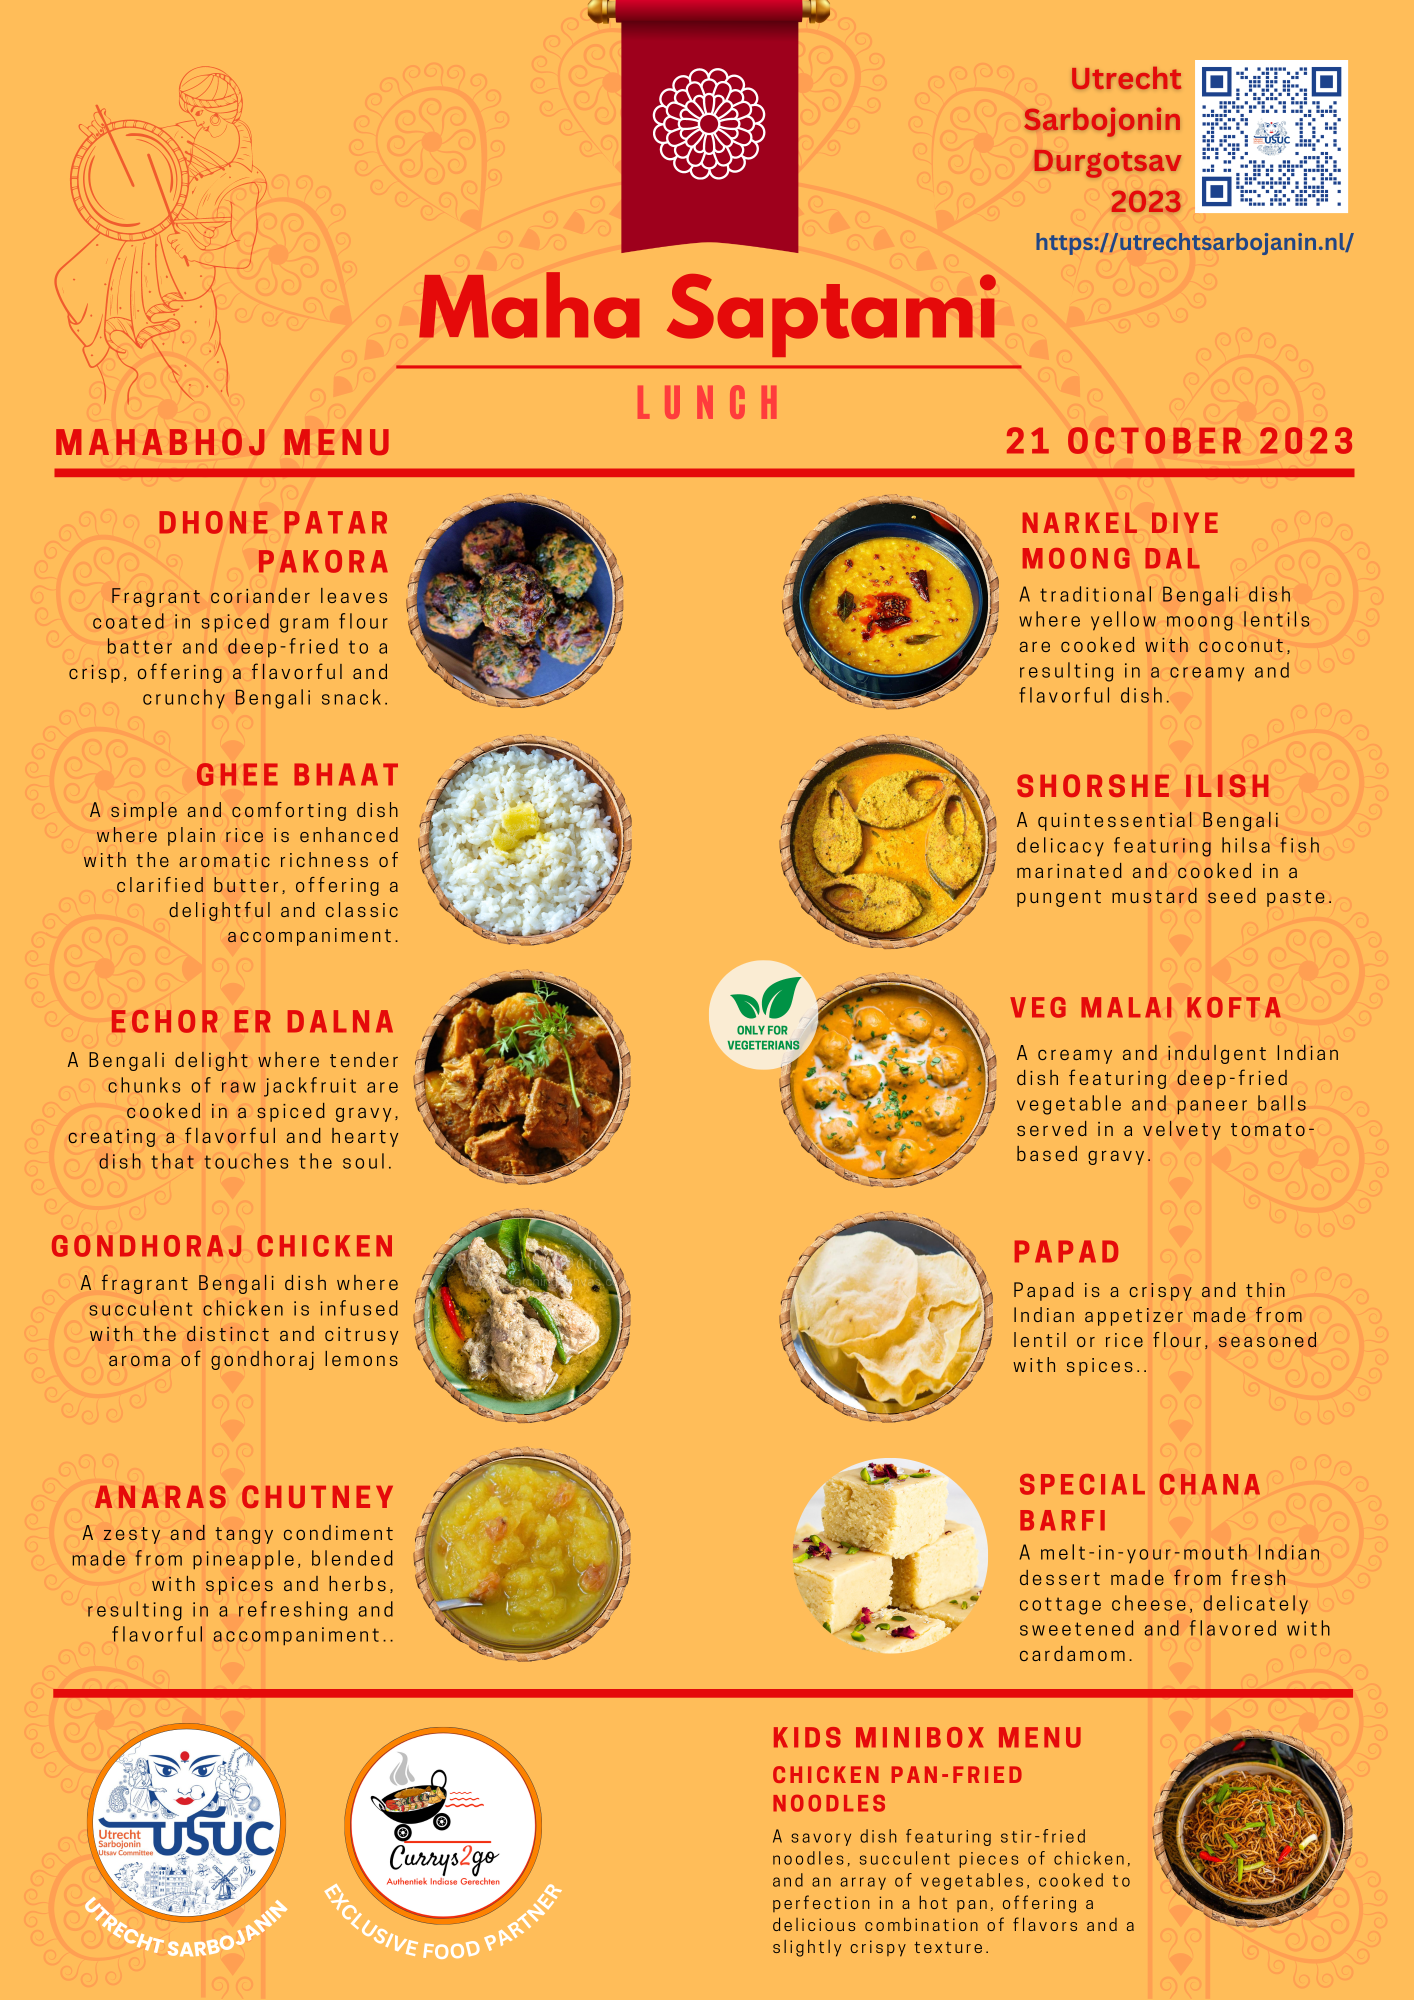 Utrecht
Sarbojonin
Durgotsav
2023
USUC
https://utrechtsarbojanin.nl/
Maha Saptami
LUNCH
MAHABHOJ MENU
21 OCTOBER 2023
DHONE PATAR
PAKORA
Fragrant coriander leaves
coated in spiced gram flour
batter and deep-fried to a
crisp, offering a flavorful and
crunchy Bengali snack.
NARKEL DIYE
MOONG DAL
A traditional Bengali dish
where yellow moong lentils
are cooked with coconut,
resulting in a creamy and
flavorful dish.
GHEE BHAAT
A simple and comforting dish
where plain rice is enhanced
with the aromatic richness of
clarified butter, offering a
delightful and classic
accompaniment.
SHORSHE ILISH
A quintessential Bengali
delicacy featuring hilsa fish
marinated and cooked in a
pungent mustard seed paste.
ECHOR ER DALNA
A Bengali delight where tender
chunks of raw jackfruit are
cooked in a spiced gravy,
creating a flavorful and hearty
dish that touches the soul.
ONLY FOR
VEGETERIANS
VEG MALAI KOFTA
A creamy and indulgent Indian
dish featuring deep-fried
vegetable and paneer balls
served in a velvety tomato-
based gravy.
GONDHORAJ CHICKEN
A fragrant Bengali dish where
succulent chicken is infused
with the distinct and citrusy
aroma of gondhoraj lemons
PAPAD
Papad is a crispy and thin
Indian appetizer made from
lentil or rice flour, seasoned
with spices..
ANARAS CHUTNEY
A zesty and tangy condiment
made from pineapple, blended
with spices and herbs,
resulting in a refreshing and
flavorful accompaniment..
SPECIAL CHANA
BARFI
A melt-in-your-mouth Indian
dessert made from fresh
cottage cheese, delicately
sweetened and flavored with
cardamom.
Utrecht
Sarbojonin
Utsav Committee
USUC
UTRECHT SARBOJANIN
Currys2go
Authentiek Indiase Gerechten
EXCLUSIVE FOOD PARTNER
KIDS MINIBOX MENU
CHICKEN PAN-FRIED
NOODLES
A savory dish featuring stir-fried
noodles, succulent pieces of chicken,
and an array of vegetables, cooked to
perfection in a hot pan, offering a
delicious combination of flavors and a
slightly crispy texture.